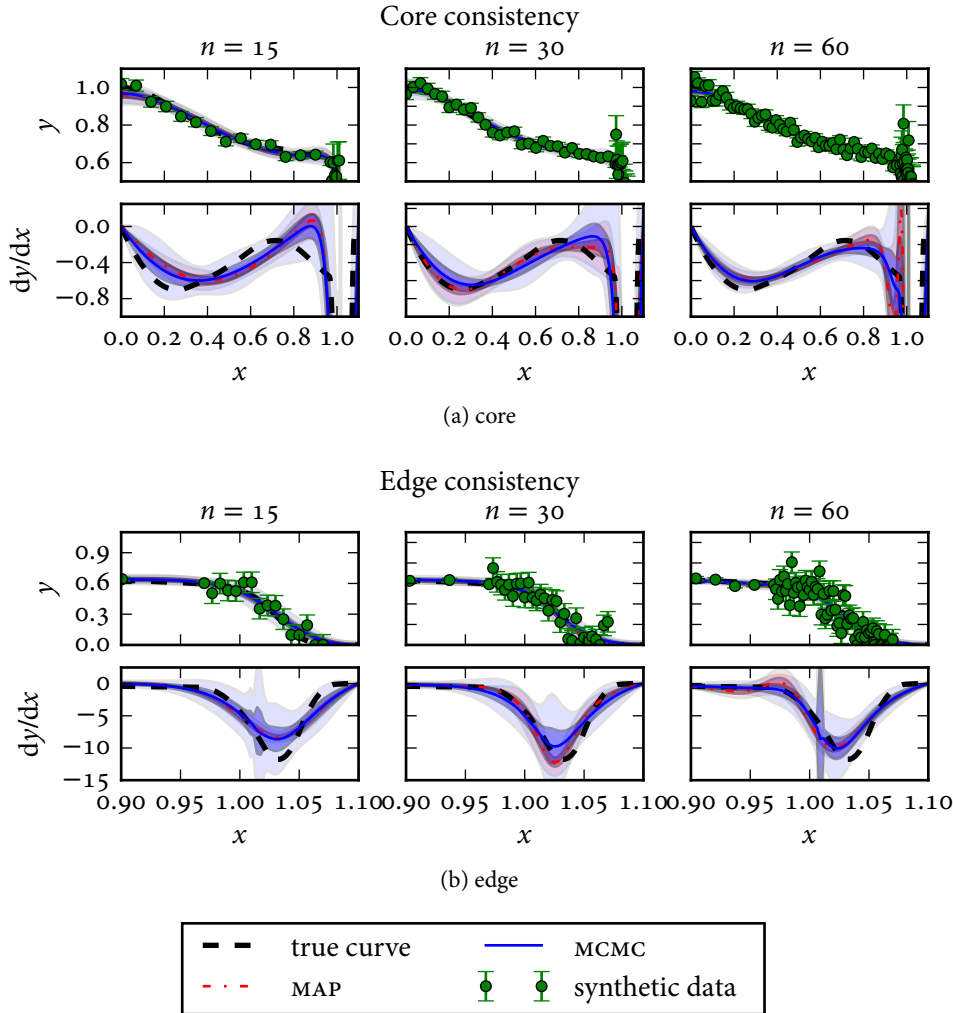 Core consistency
n = 15 n = 30 n = 60
1.0
0.8
0.6
y
0.0
−0.4
−0.8
dy/dx
0.0 0.2 0.4 0.6 0.8 1.0 0.0 0.2 0.4 0.6 0.8 1.0 0.0 0.2 0.4 0.6 0.8 1.0
x x x
(a) core
Edge consistency
n = 15 n = 30 n = 60
0.9
0.6
0.3
0.0
y
0
−5
−10
−15
dy/dx
0.90 0.95 1.00 1.05 1.10 0.90 0.95 1.00 1.05 1.10 0.90 0.95 1.00 1.05 1.10
x x x
(b) edge
true curve MCMC
MAP synthetic data